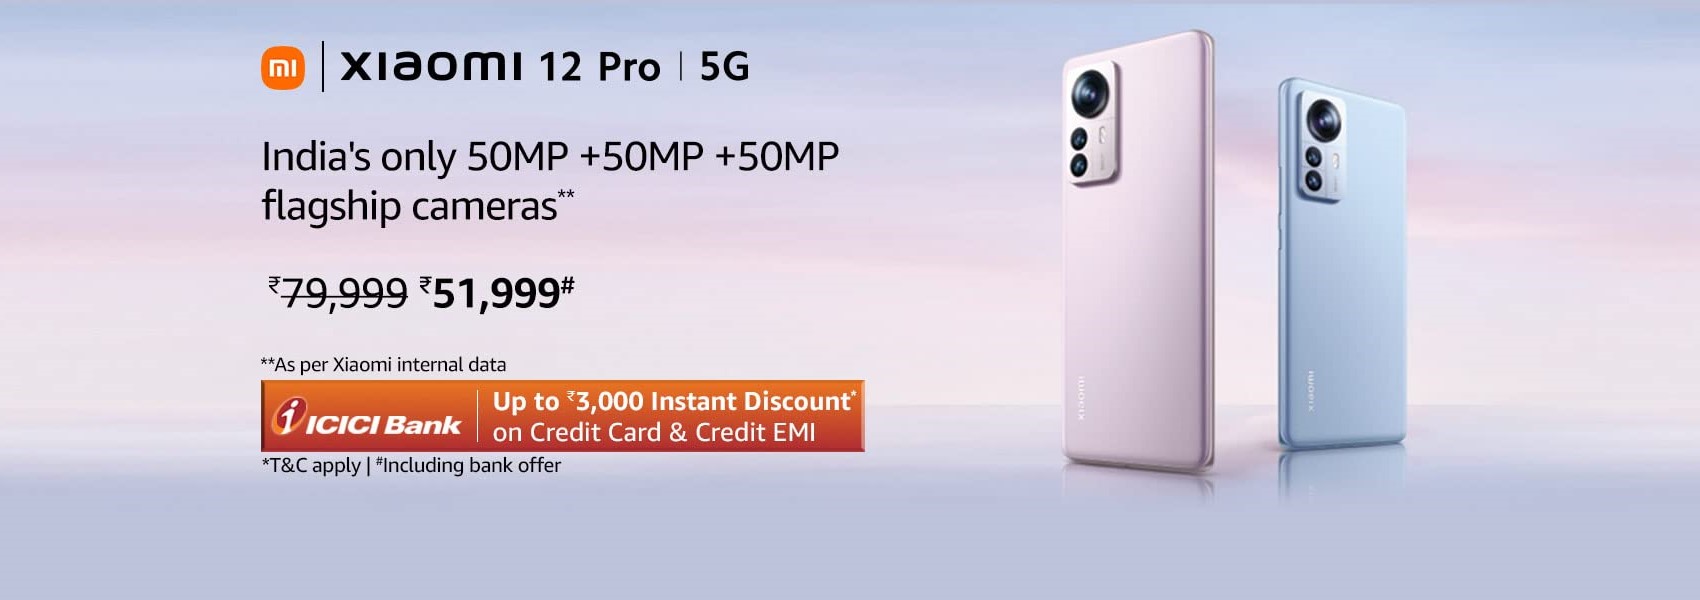 mi | xiaomi 12 Pro | 5G
India's only 50MP +50MP +50MP
flagship cameras**
₹79,999 ₹51,999#
**As per Xiaomi internal data
i ICICI Bank
Up to ₹3,000 Instant Discount*
on Credit Card & Credit EMI
*T&C apply | #Including bank offer
xiaomi
xiaomi